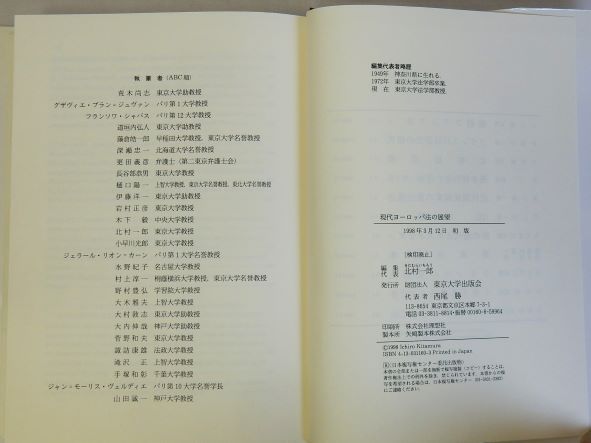 執筆者 (ABC順)
荒木尚志 東京大学助教授
グザヴィエ・ブラン・ジュヴァン パリ第1大学教授
フランソワ・シャバス パリ第12大学教授
道垣内弘人 東京大学助教授
藤倉皓一郎 早稲田大学教授, 東京大学名誉教授
深瀬忠一 北海道大学名誉教授
更田義彦 弁護士 (第二東京弁護士会)
長谷部恭男 東京大学教授
樋口陽一 上智大学教授, 東京大学名誉教授, 東北大学名誉教授
伊藤洋一 東京大学助教授
岩村正彦 東京大学教授
木下毅 中央大学教授
北村一郎 東京大学教授
小早川光郎 東京大学教授
ジェラール・リオン・カーン パリ第1大学名誉教授
水野紀子 名古屋大学教授
村上淳一 桐蔭横浜大学教授, 東京大学名誉教授
野村豊弘 学習院大学教授
大木雅夫 上智大学教授
大村敦志 東京大学助教授
大内伸哉 神戸大学助教授
菅野和夫 東京大学教授
諏訪康雄 法政大学教授
滝沢正 上智大学教授
手塚和彰 千葉大学教授
ジャン・モーリス・ヴェルディエ パリ第10大学名誉学長
山田誠一 神戸大学教授
編集代表者略歴
1949年 神奈川県に生れる.
1972年 東京大学法学部卒業.
現在 東京大学法学部教授.
現代ヨーロッパ法の展望
1998年3月12日 初版
[検印廃止]
編集代表 北村一郎
発行所 財団法人 東京大学出版会
代表者 西尾勝
113-8654 東京都文京区本郷7-3-1
電話 03-3811-8814・振替 00160-6-59964
印刷所 株式会社理想社
製本所 矢嶋製本株式会社
©1998 Ichiro Kitamura
ISBN 4-13-031160-3 Printed in Japan